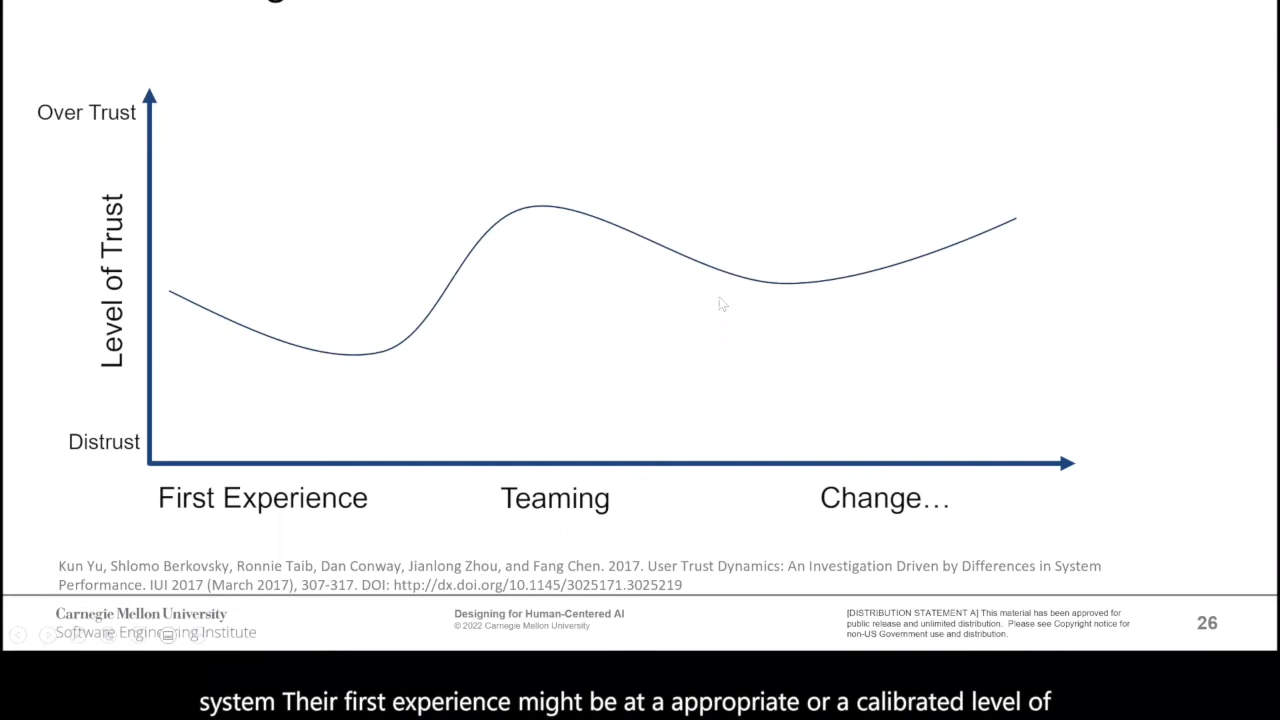 Over Trust
Level of Trust
Distrust
First Experience
Teaming
Change…
Kun Yu, Shlomo Berkovsky, Ronnie Taib, Dan Conway, Jianlong Zhou, and Fang Chen. 2017. User Trust Dynamics: An Investigation Driven by Differences in System
Performance. IUI 2017 (March 2017), 307-317. DOI: http://dx.doi.org/10.1145/3025171.3025219
Carnegie Mellon University
Software Engineering Institute
Designing for Human-Centered AI
© 2022 Carnegie Mellon University
[DISTRIBUTION STATEMENT A] This material has been approved for
public release and unlimited distribution. Please see Copyright notice for
non-US Government use and distribution.
26
system Their first experience might be at a appropriate or a calibrated level of